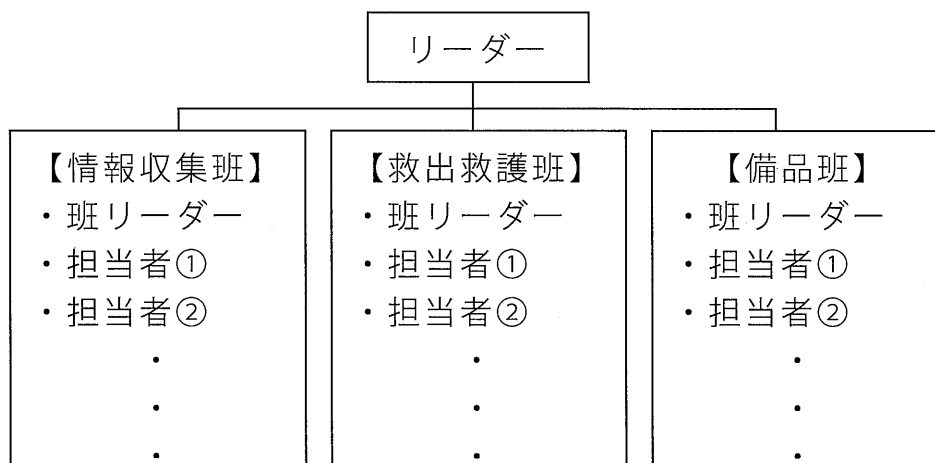 リーダー
【情報収集班】
・班リーダー
・担当者①
・担当者②
・
・
・
【救出救護班】
・班リーダー
・担当者①
・担当者②
・
・
・
【備品班】
・班リーダー
・担当者①
・担当者②
・
・
・